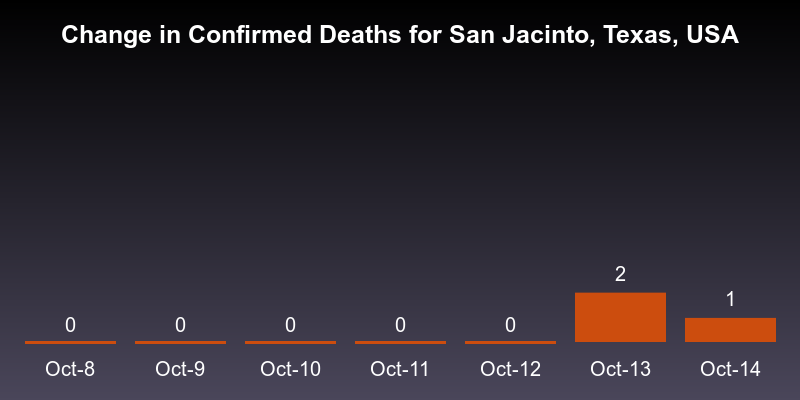 Change in Confirmed Deaths for San Jacinto, Texas, USA
0 0 0 0 0 2 1
Oct-8 Oct-9 Oct-10 Oct-11 Oct-12 Oct-13 Oct-14